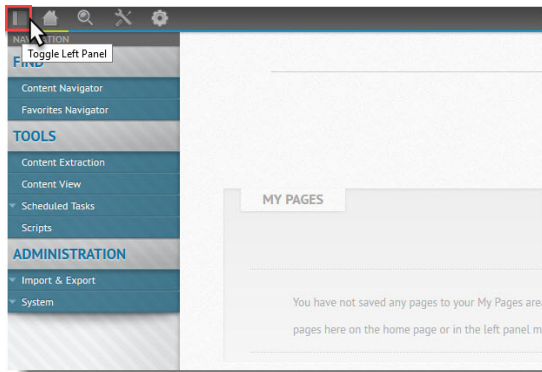 NAVIGATION
Toggle Left Panel
FIND
Content Navigator
Favorites Navigator
TOOLS
Content Extraction
Content View
Scheduled Tasks
Scripts
ADMINISTRATION
Import & Export
System
MY PAGES
You have not saved any pages to your My Pages area
pages here on the home page or in the left panel m